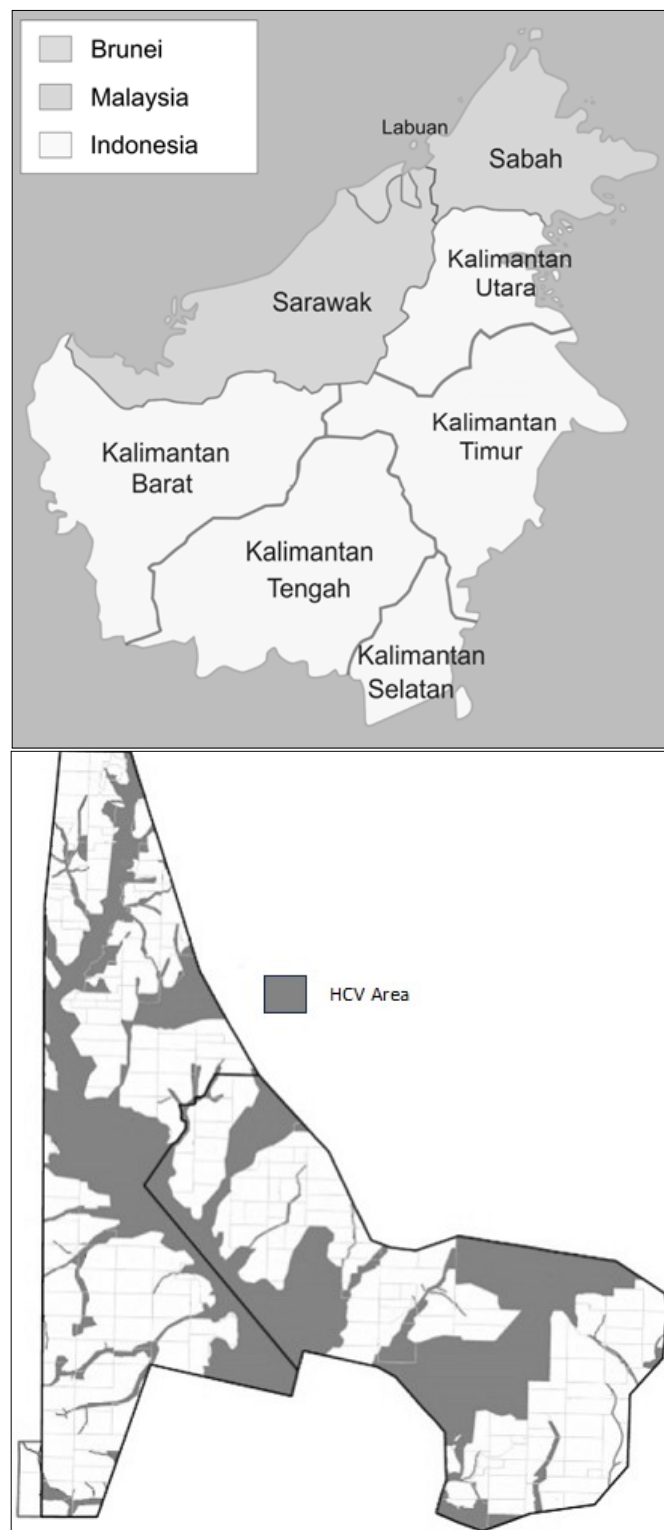 Brunei
Malaysia
Indonesia
Labuan
Sabah
Kalimantan
Utara
Sarawak
Kalimantan
Barat
Kalimantan
Timur
Kalimantan
Tengah
Kalimantan
Selatan
HCV Area